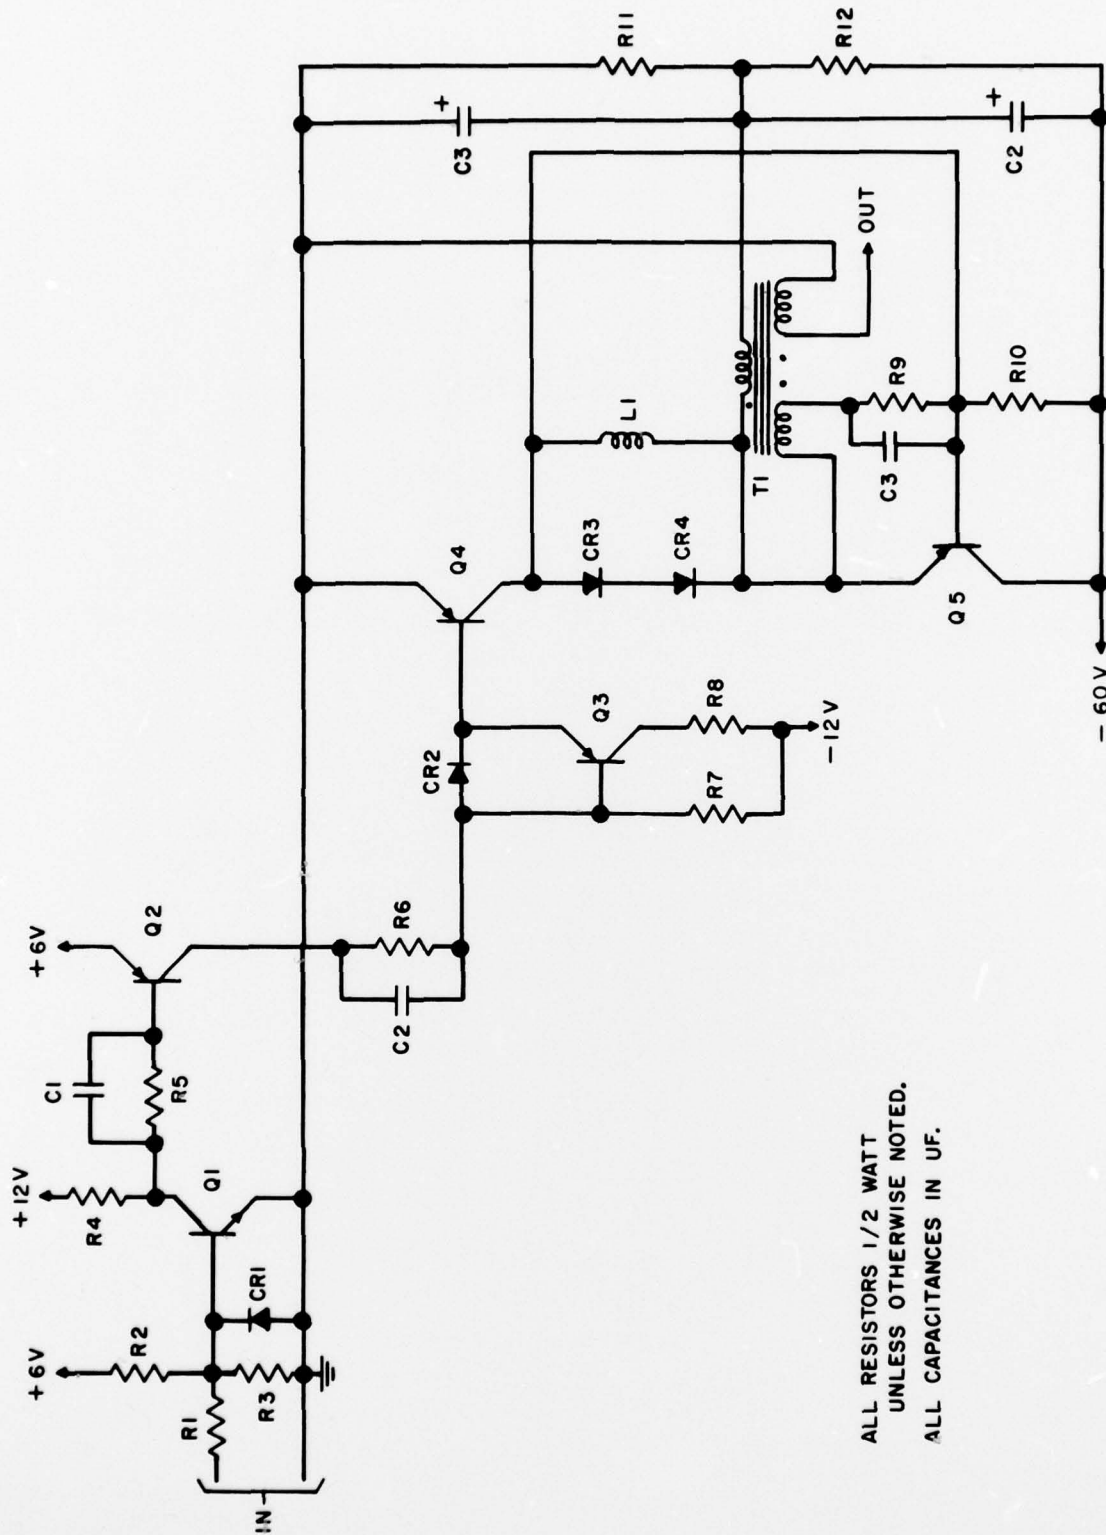 +6V
R2
R1
R3
CR1
IN
+12V
R4
Q1
C1
R5
+6V
Q2
C2
R6
CR2
Q3
R7
R8
-12V
Q4
CR3
CR4
L1
T1
C3
R9
R10
Q5
-60V
OUT
C3
R11
C2
R12
+
+
ALL RESISTORS 1/2 WATT
UNLESS OTHERWISE NOTED.
ALL CAPACITANCES IN UF.